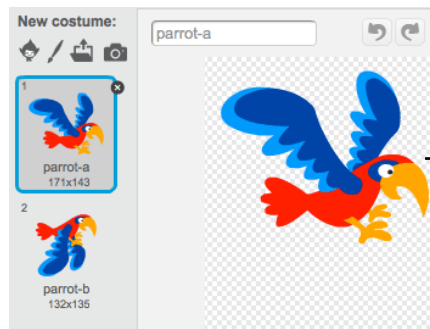 New costume:
parrot-a
1
parrot-a
171x143
2
parrot-b
132x135